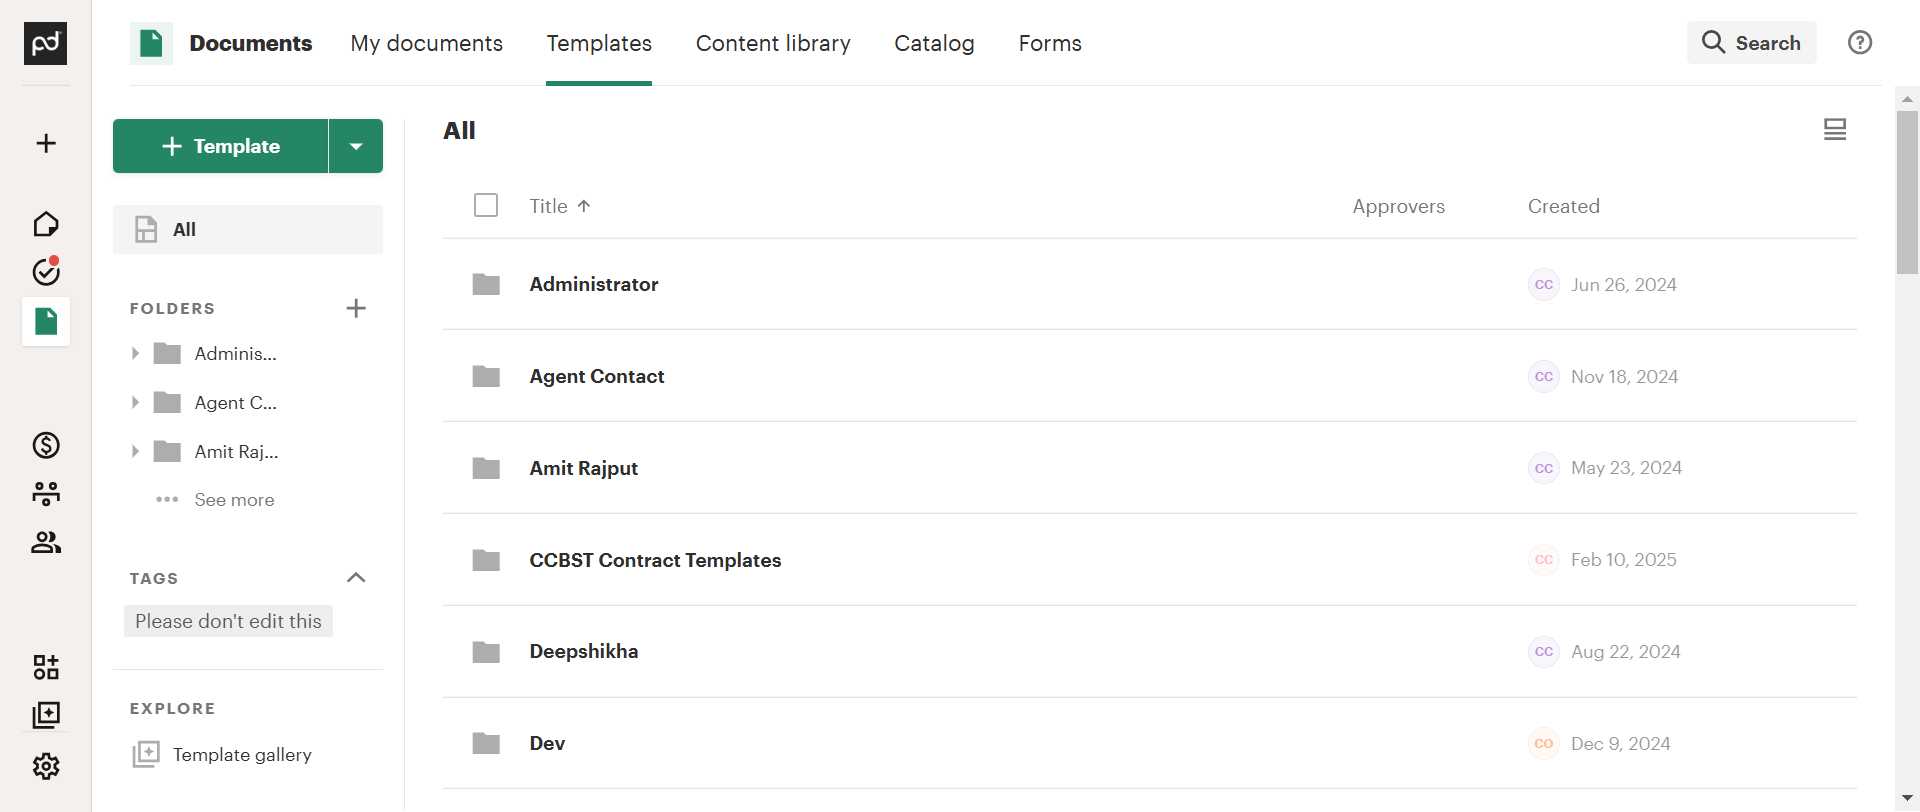 pd
Documents
My documents
Templates
Content library
Catalog
Forms
Search
Template
All
FOLDERS
Adminis...
Agent C...
Amit Raj...
See more
TAGS
Please don't edit this
EXPLORE
Template gallery
All
Title
Approvers
Created
Administrator
CC Jun 26, 2024
Agent Contact
CC Nov 18, 2024
Amit Rajput
CC May 23, 2024
CCBST Contract Templates
CC Feb 10, 2025
Deepshikha
CC Aug 22, 2024
Dev
CO Dec 9, 2024